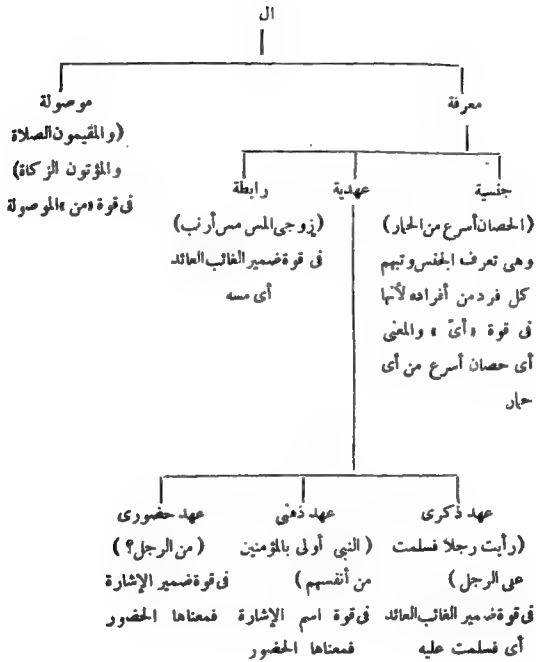 ال
معرفة
موصولة
(والمقيمون الصلاة
والمؤتون الزكاة)
فى قوة «من» الموصولة
جنسية
عهدية
رابطة
(الحصان أسرع من الحمار)
وهى تعرف الجنس وتبهم
كل فرد من أفراده لأنها
فى قوة «أىّ» والمعنى
أى حصان أسرع من أى
حمار
(زوجى المس مس أرنب)
فى قوة ضمير الغائب العائد
أى مسه
عهد ذكرى
(رأيت رجلا فسلمت
على الرجل)
فى قوة ضمير الغائب العائد
أى فسلمت عليه
عهد ذهنى
(النبى أولى بالمؤمنين
من أنفسهم)
فى قوة اسم الإشارة
فمعناها الحضور
عهد حضورى
(من الرجل؟)
فى قوة ضمير الإشارة
فمعناها الحضور